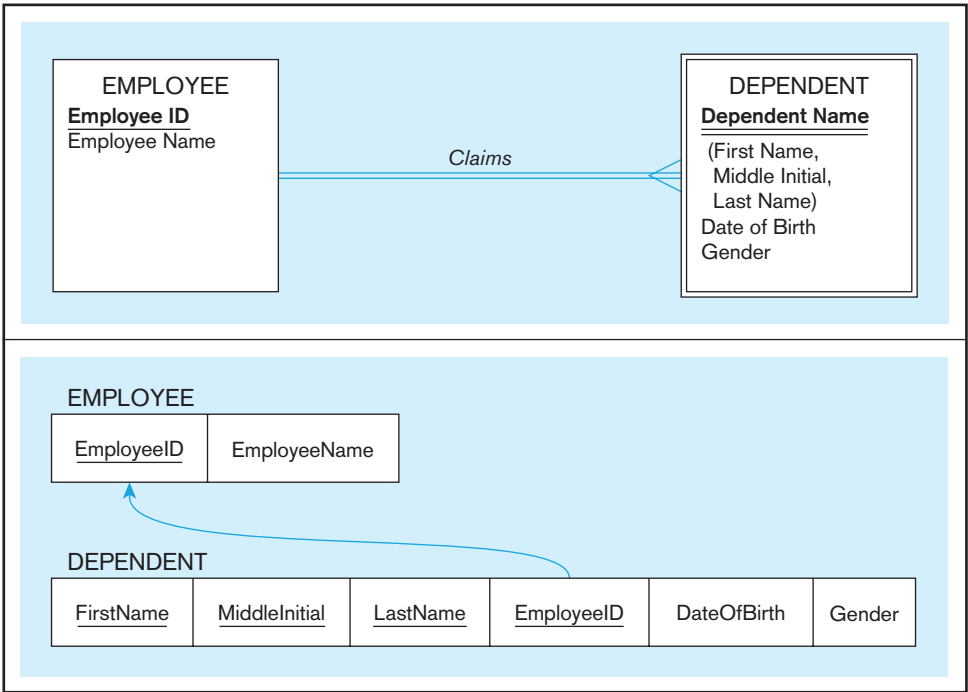 EMPLOYEE
Employee ID
Employee Name
Claims
DEPENDENT
Dependent Name
(First Name,
Middle Initial,
Last Name)
Date of Birth
Gender
EMPLOYEE
EmployeeID EmployeeName
DEPENDENT
FirstName MiddleInitial LastName EmployeeID DateOfBirth Gender